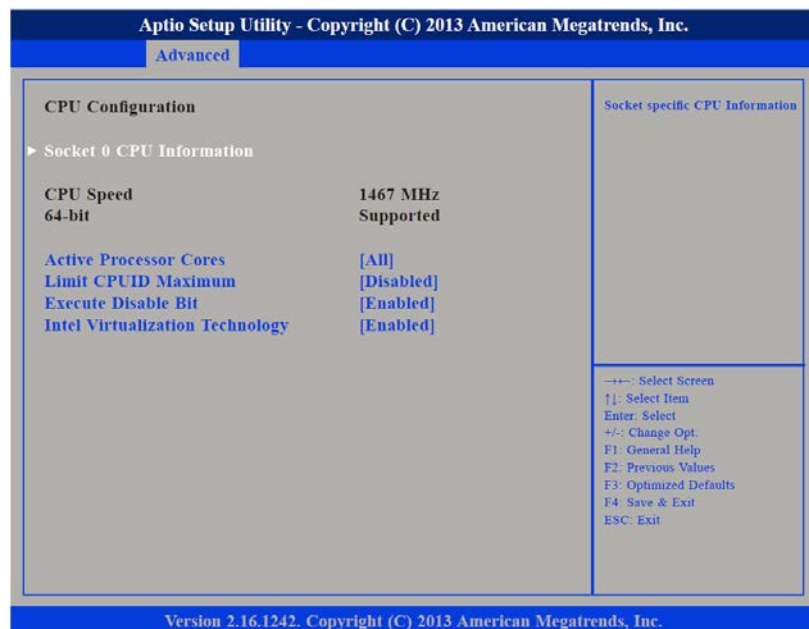 Aptio Setup Utility - Copyright (C) 2013 American Megatrends, Inc.
Advanced
CPU Configuration
► Socket 0 CPU Information
CPU Speed 1467 MHz
64-bit Supported
Active Processor Cores [All]
Limit CPUID Maximum [Disabled]
Execute Disable Bit [Enabled]
Intel Virtualization Technology [Enabled]
Socket specific CPU Information
→←: Select Screen
↑↓: Select Item
Enter: Select
+/-: Change Opt.
F1: General Help
F2: Previous Values
F3: Optimized Defaults
F4: Save & Exit
ESC: Exit
Version 2.16.1242. Copyright (C) 2013 American Megatrends, Inc.